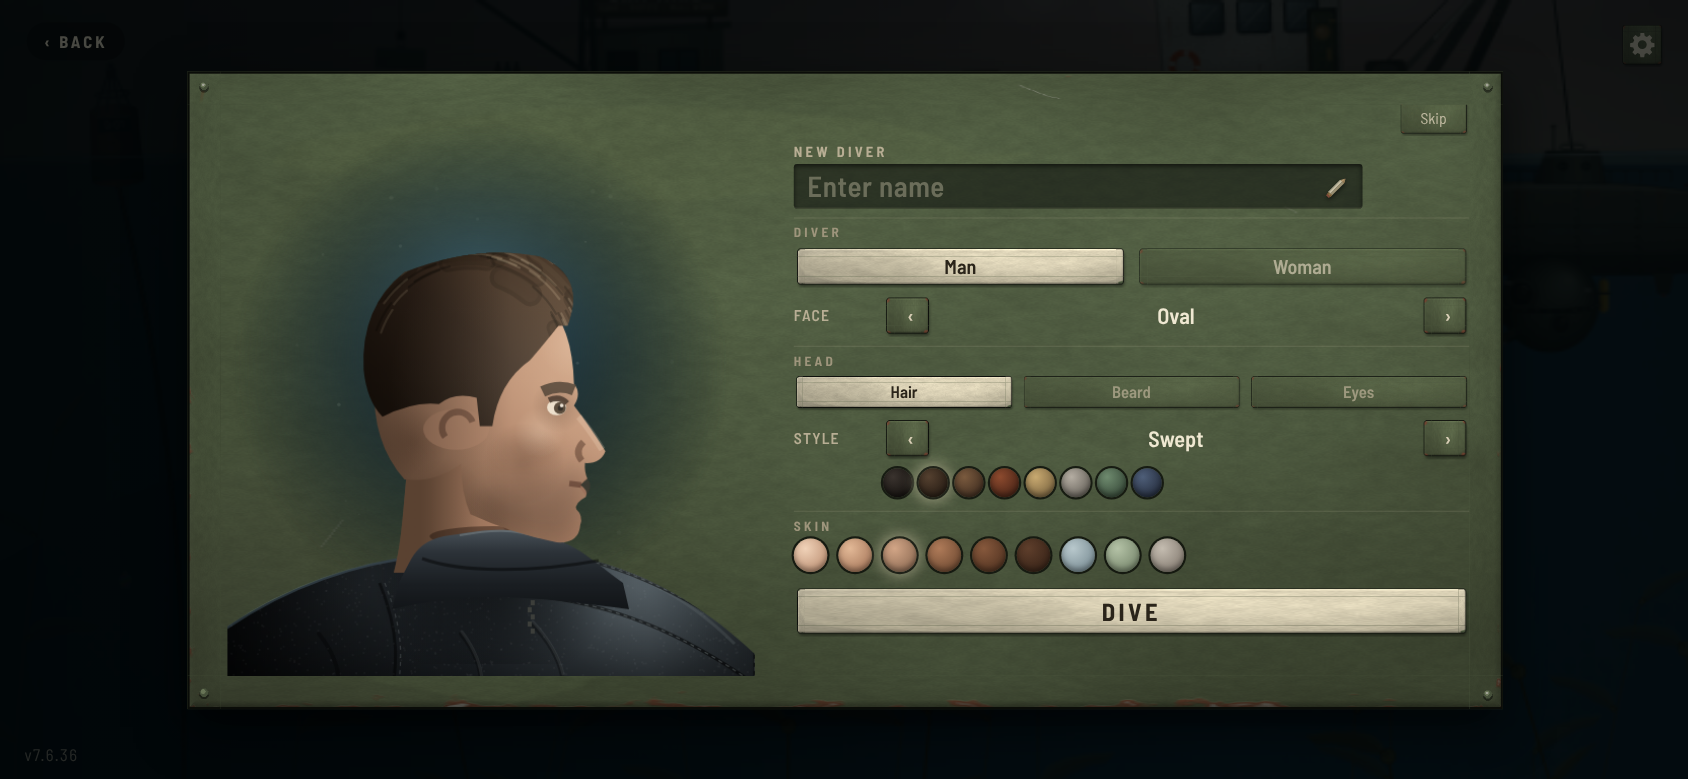 ‹ BACK
Skip
NEW DIVER
Enter name
DIVER
Man
Woman
FACE
‹
Oval
›
HEAD
Hair
Beard
Eyes
STYLE
‹
Swept
›
SKIN
DIVE
v7.6.36